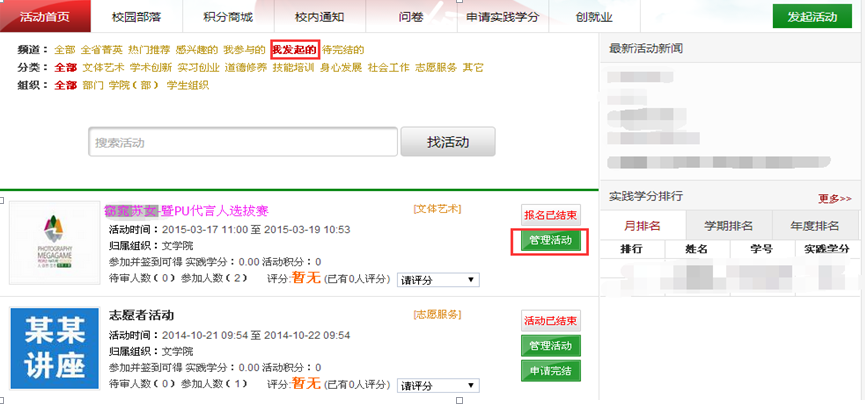 活动首页 校园部落 积分商城 校内通知 问卷 申请实践学分 创就业 发起活动
频道： 全部 全省菁英 热门推荐 感兴趣的 我参与的 我发起的 待完结的
分类： 全部 文体艺术 学术创新 实习创业 道德修养 技能培训 身心发展 社会工作 志愿服务 其它
组织： 全部 部门 学院（部） 学生组织
搜索活动 找活动
苏女-暨PU代言人选拔赛 [文体艺术]
活动时间：2015-03-17 11:00 至 2015-03-19 10:53
归属组织：文学院
参加并签到可得 实践学分：0.00 活动积分：0
待审人数（0）参加人数（2） 评分:暂无 (已有0人评分) 请评分
报名已结束
管理活动
PHOTOGRAPHY
MEGAGAME
某某
讲座
志愿者活动 [志愿服务]
活动时间：2014-10-21 09:54 至 2014-10-22 09:54
归属组织：文学院
参加并签到可得 实践学分：0.00 活动积分：0
待审人数（0）参加人数（1） 评分:暂无 (已有0人评分) 请评分
活动已结束
管理活动
申请完结
最新活动新闻
实践学分排行 更多>>
月排名 学期排名 年度排名
排行 姓名 学号 实践学分